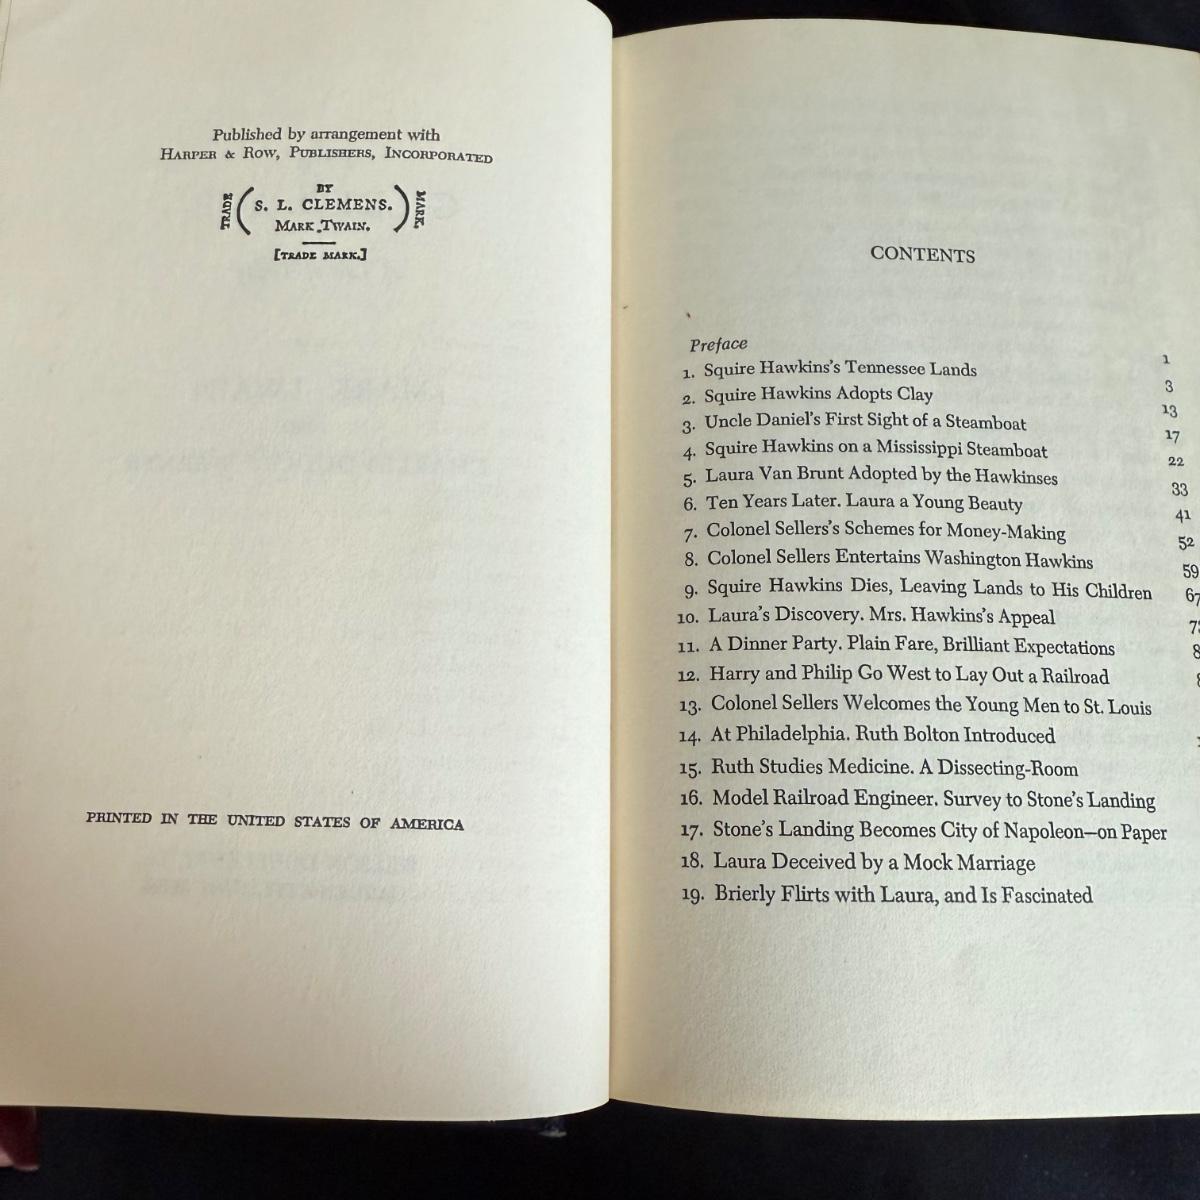 Published by arrangement with
HARPER & ROW, PUBLISHERS, INCORPORATED
TRADE
BY
S. L. CLEMENS.
MARK TWAIN.
MARK.
[TRADE MARK.]
PRINTED IN THE UNITED STATES OF AMERICA
CONTENTS
Preface 1
1. Squire Hawkins's Tennessee Lands 3
2. Squire Hawkins Adopts Clay 13
3. Uncle Daniel's First Sight of a Steamboat 17
4. Squire Hawkins on a Mississippi Steamboat 22
5. Laura Van Brunt Adopted by the Hawkinses 33
6. Ten Years Later. Laura a Young Beauty 41
7. Colonel Sellers's Schemes for Money-Making 52
8. Colonel Sellers Entertains Washington Hawkins 59
9. Squire Hawkins Dies, Leaving Lands to His Children 67
10. Laura's Discovery. Mrs. Hawkins's Appeal
11. A Dinner Party. Plain Fare, Brilliant Expectations
12. Harry and Philip Go West to Lay Out a Railroad
13. Colonel Sellers Welcomes the Young Men to St. Louis
14. At Philadelphia. Ruth Bolton Introduced
15. Ruth Studies Medicine. A Dissecting-Room
16. Model Railroad Engineer. Survey to Stone's Landing
17. Stone's Landing Becomes City of Napoleon—on Paper
18. Laura Deceived by a Mock Marriage
19. Brierly Flirts with Laura, and Is Fascinated